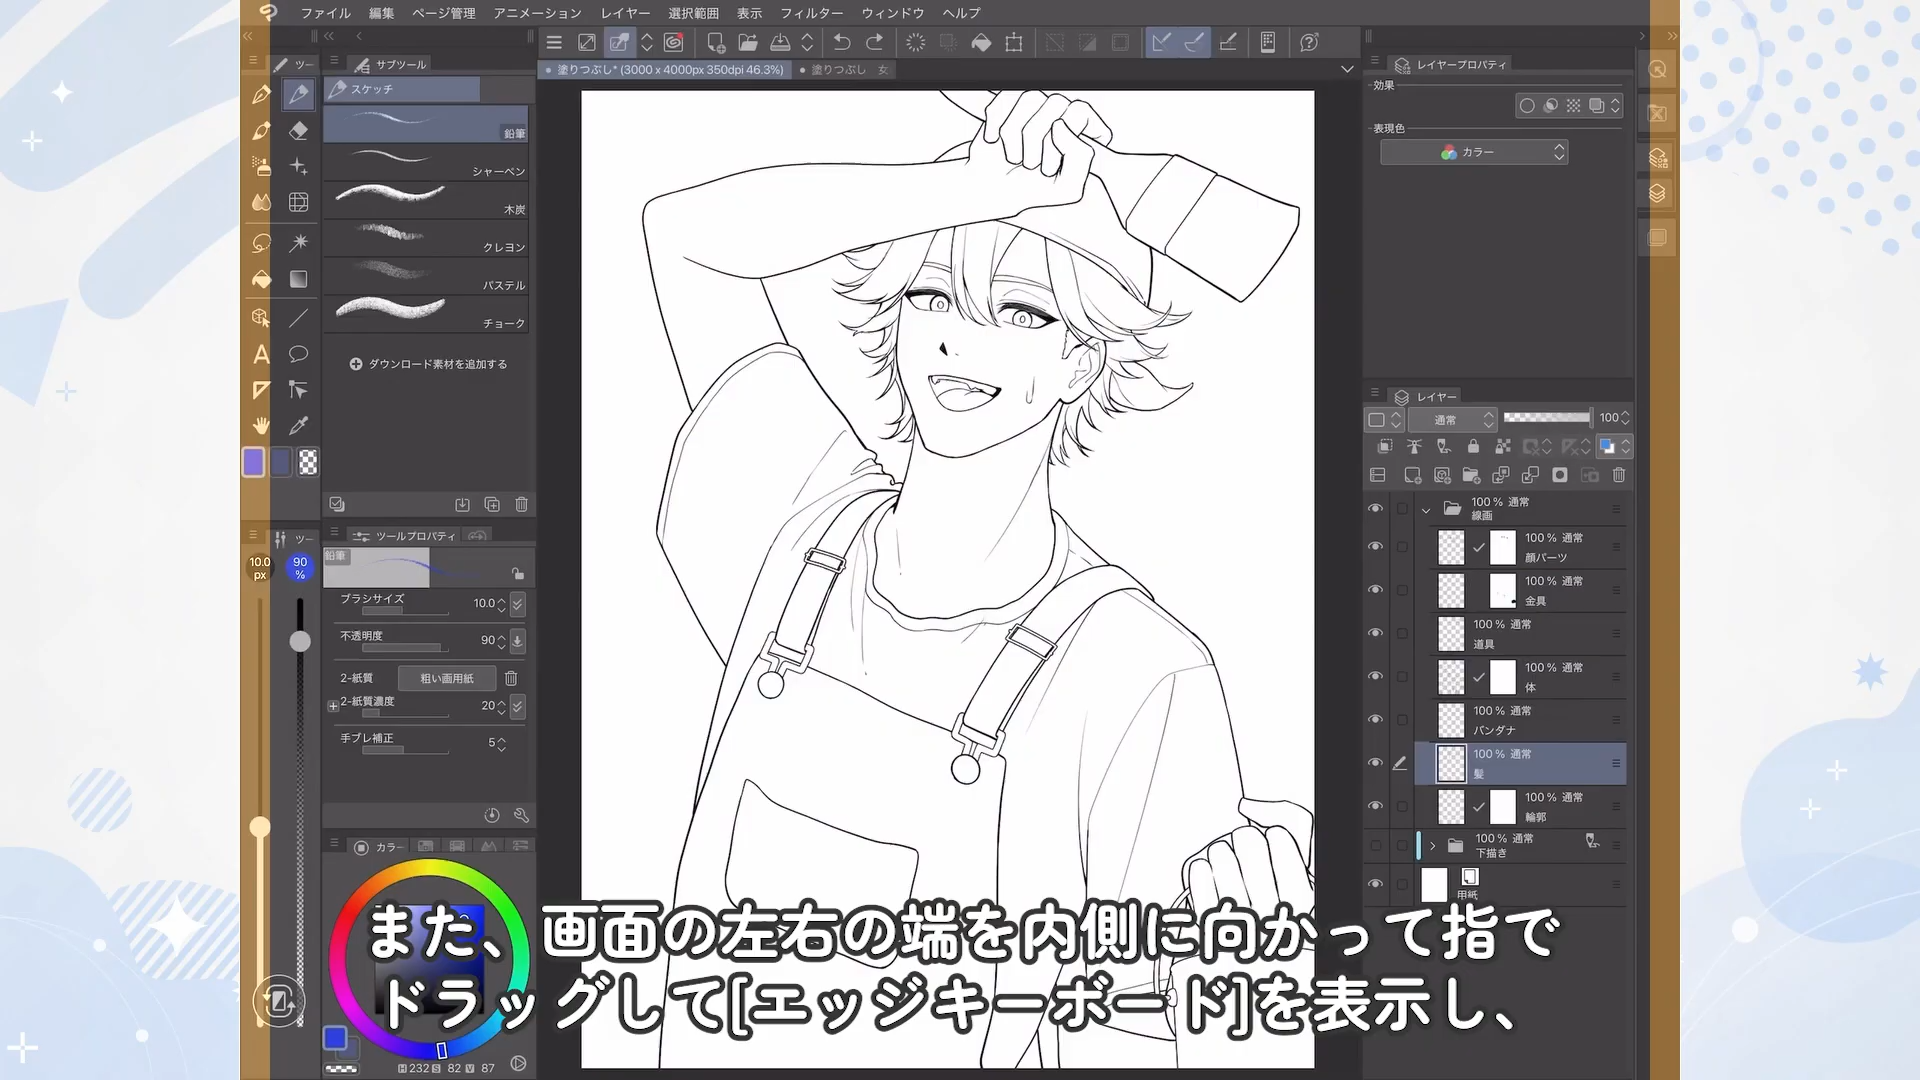 ファイル 編集 ページ管理 アニメーション レイヤー 選択範囲 表示 フィルター ウィンドウ ヘルプ
塗りつぶし* (3000 x 4000px 350dpi 46.3%)
塗りつぶし 女
ツー
サブツール
スケッチ
鉛筆
シャーペン
木炭
クレヨン
パステル
チョーク
ダウンロード素材を追加する
ツー
10.0
px
90
%
ツールプロパティ
鉛筆
ブラシサイズ 10.0
不透明度 90
2-紙質 粗い画用紙
2-紙質濃度 20
手ブレ補正 5
カラー
H 232 S 82 V 87
レイヤープロパティ
効果
表現色
カラー
レイヤー
通常 100
100 % 通常
線画
100 % 通常
顔パーツ
100 % 通常
金具
100 % 通常
道具
100 % 通常
体
100 % 通常
バンダナ
100 % 通常
髪
100 % 通常
輪郭
100 % 通常
下描き
用紙
また、画面の左右の端を内側に向かって指で
ドラッグして[エッジキーボード]を表示し、